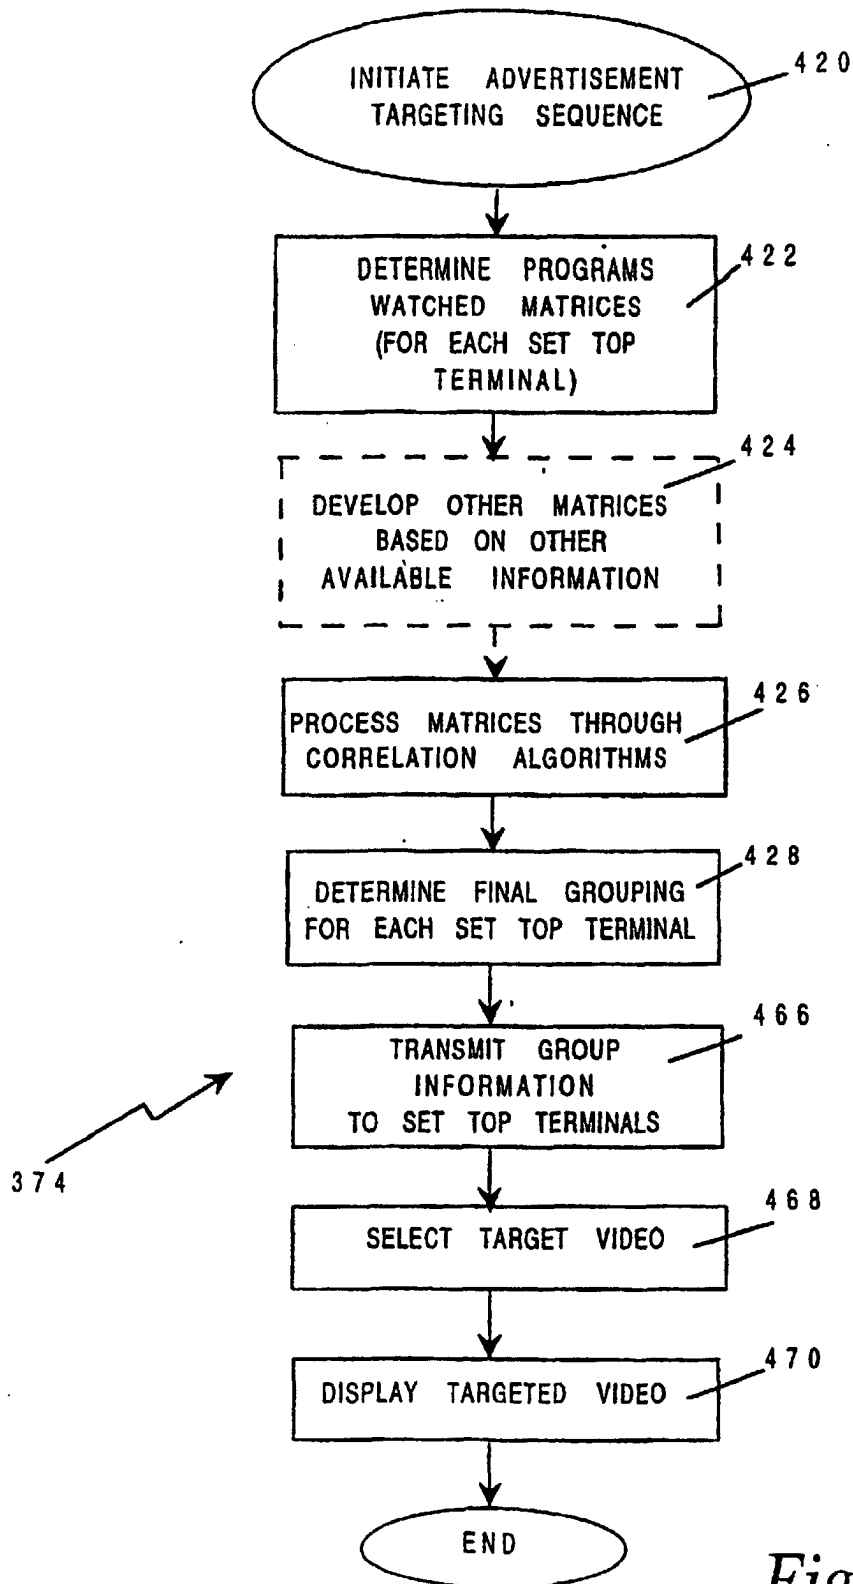 INITIATE ADVERTISEMENT
TARGETING SEQUENCE
420
DETERMINE PROGRAMS
WATCHED MATRICES
(FOR EACH SET TOP
TERMINAL)
422
DEVELOP OTHER MATRICES
BASED ON OTHER
AVAILABLE INFORMATION
424
PROCESS MATRICES THROUGH
CORRELATION ALGORITHMS
426
DETERMINE FINAL GROUPING
FOR EACH SET TOP TERMINAL
428
TRANSMIT GROUP
INFORMATION
TO SET TOP TERMINALS
466
374
SELECT TARGET VIDEO
468
DISPLAY TARGETED VIDEO
470
END
Fig